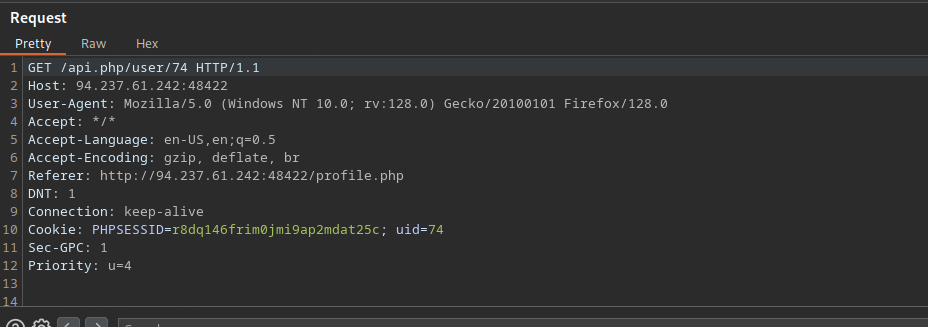 Request
Pretty Raw Hex
1 GET /api.php/user/74 HTTP/1.1
2 Host: 94.237.61.242:48422
3 User-Agent: Mozilla/5.0 (Windows NT 10.0; rv:128.0) Gecko/20100101 Firefox/128.0
4 Accept: */*
5 Accept-Language: en-US,en;q=0.5
6 Accept-Encoding: gzip, deflate, br
7 Referer: http://94.237.61.242:48422/profile.php
8 DNT: 1
9 Connection: keep-alive
10 Cookie: PHPSESSID=r8dq146frim0jmi9ap2mdat25c; uid=74
11 Sec-GPC: 1
12 Priority: u=4
13
14